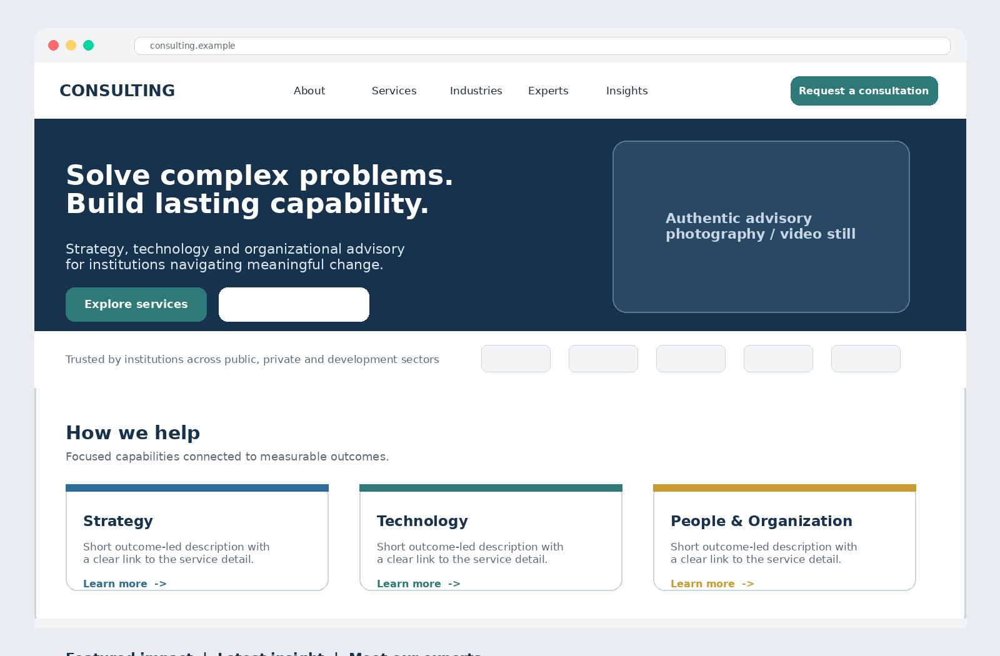 consulting.example
CONSULTING
About
Services
Industries
Experts
Insights
Request a consultation
Solve complex problems.
Build lasting capability.
Strategy, technology and organizational advisory
for institutions navigating meaningful change.
Explore services
Authentic advisory
photography / video still
Trusted by institutions across public, private and development sectors
How we help
Focused capabilities connected to measurable outcomes.
Strategy
Short outcome-led description with
a clear link to the service detail.
Learn more ->
Technology
Short outcome-led description with
a clear link to the service detail.
Learn more ->
People & Organization
Short outcome-led description with
a clear link to the service detail.
Learn more ->
Featured impact | Latest insight | Meet our experts